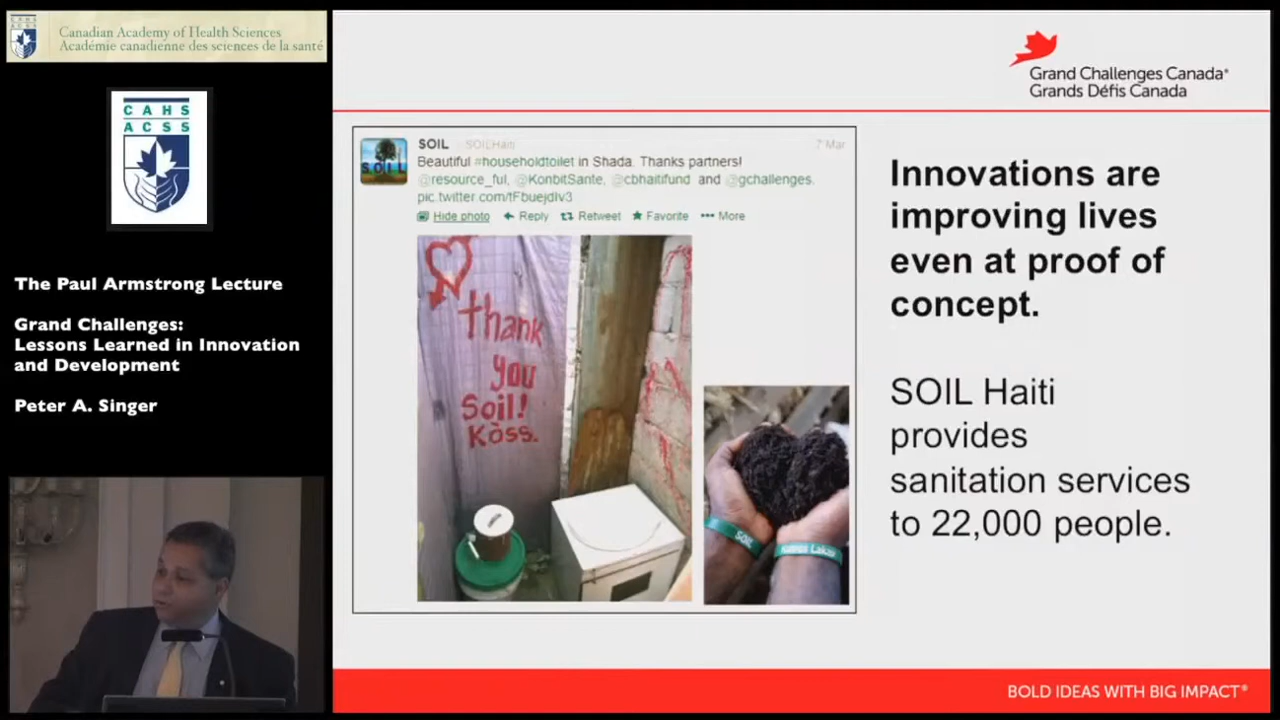 Canadian Academy of Health Sciences
Académie canadienne des sciences de la santé
CAHS
ACSS
The Paul Armstrong Lecture
Grand Challenges:
Lessons Learned in Innovation
and Development
Peter A. Singer
Grand Challenges Canada®
Grands Défis Canada
SOIL
SOIL SOILHaiti 7 Mar
Beautiful #householdtoilet in Shada. Thanks partners!
@resource_ful, @KonbitSante, @cbhaitifund and @gchallenges.
pic.twitter.com/tFbuejdIv3
Hide photo Reply Retweet Favorite More
thank
you
Soil!
Kòss.
SOIL
Innovations are
improving lives
even at proof of
concept.
SOIL Haiti
provides
sanitation services
to 22,000 people.
BOLD IDEAS WITH BIG IMPACT®